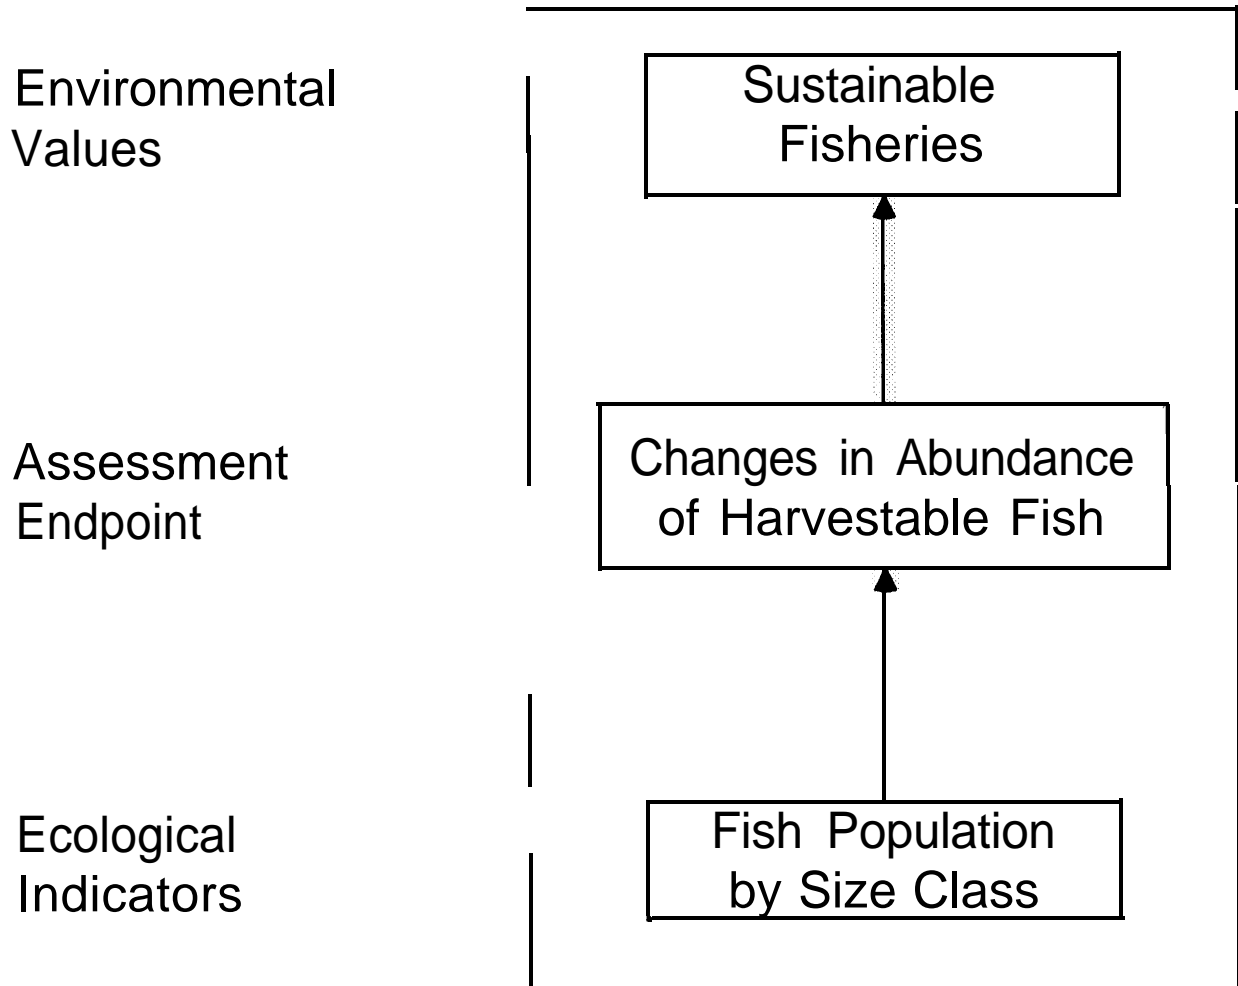 Environmental
Values
Sustainable
Fisheries
Assessment
Endpoint
Changes in Abundance
of Harvestable Fish
Ecological
Indicators
Fish Population
by Size Class